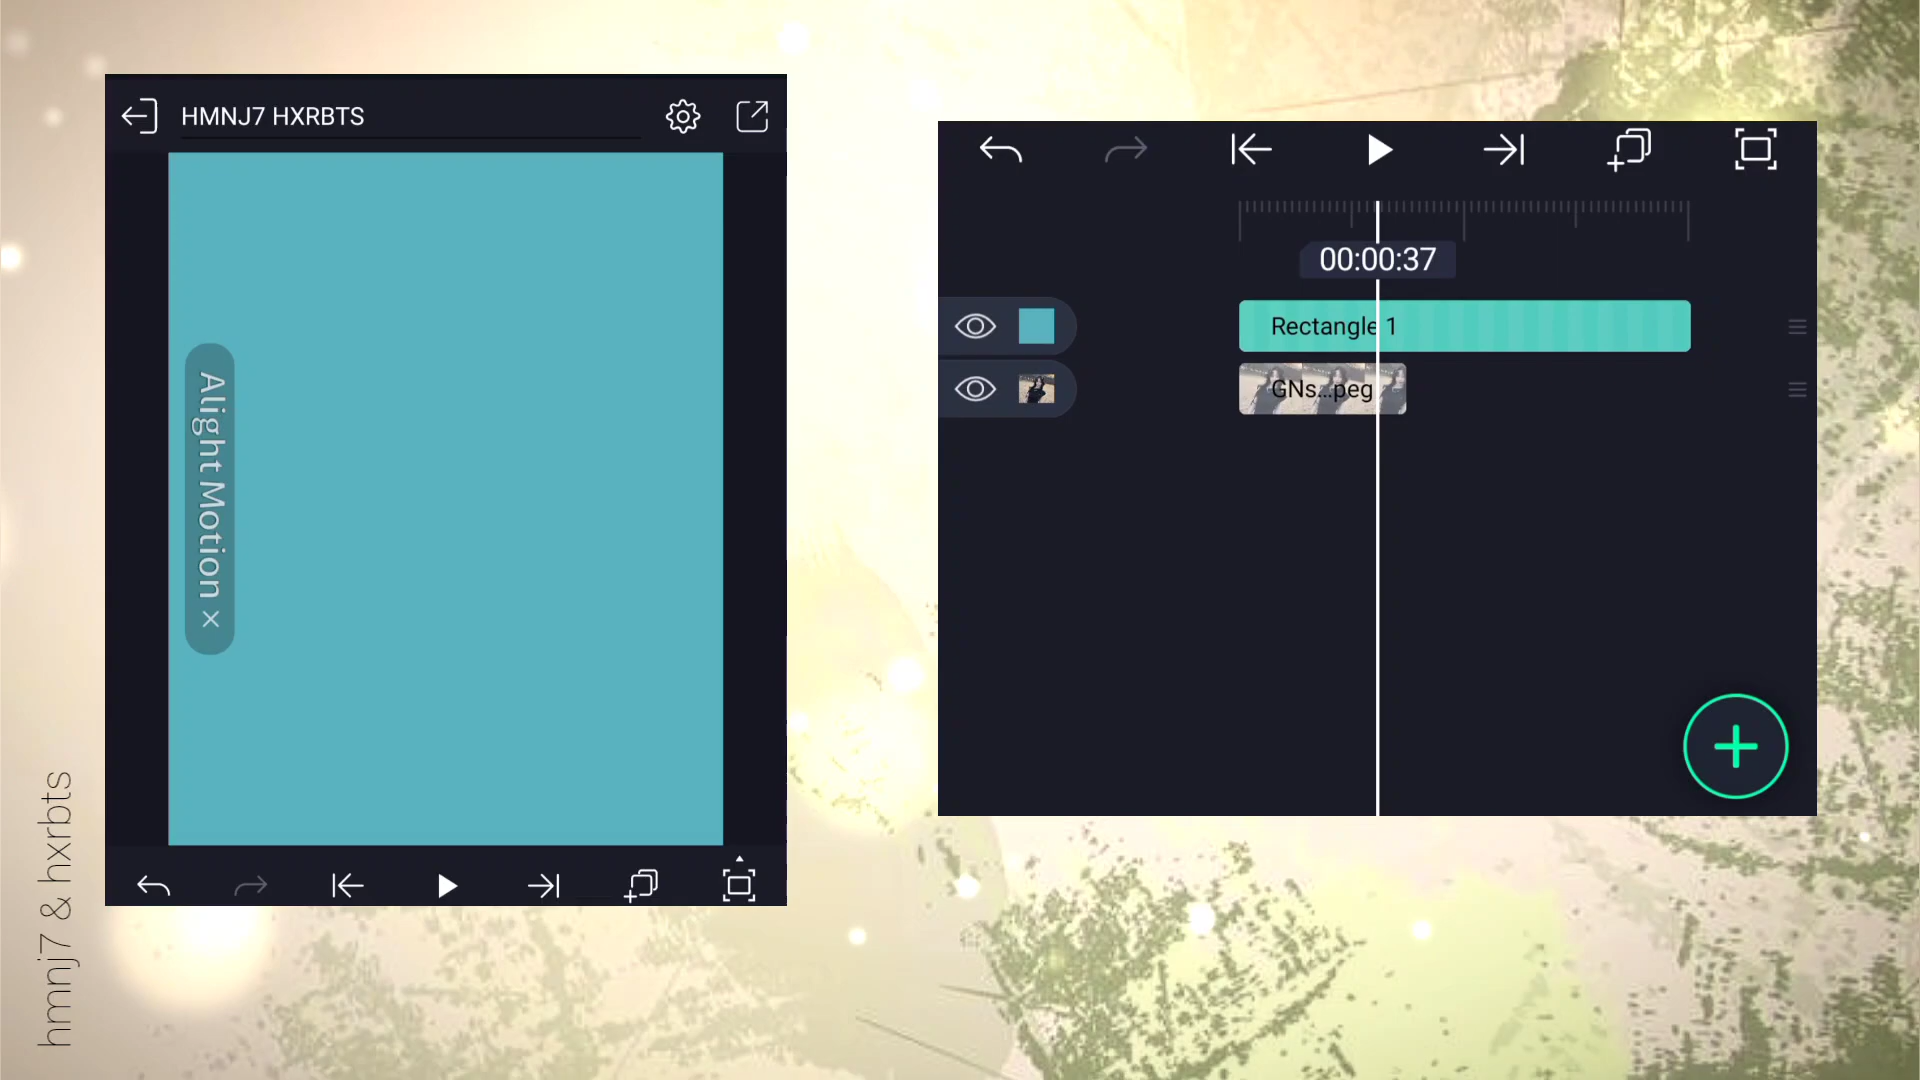 HMNJ7 HXRBTS
Alight Motion ×
00:00:37
Rectangle 1
GNs...peg
hmnj7 & hxrbts